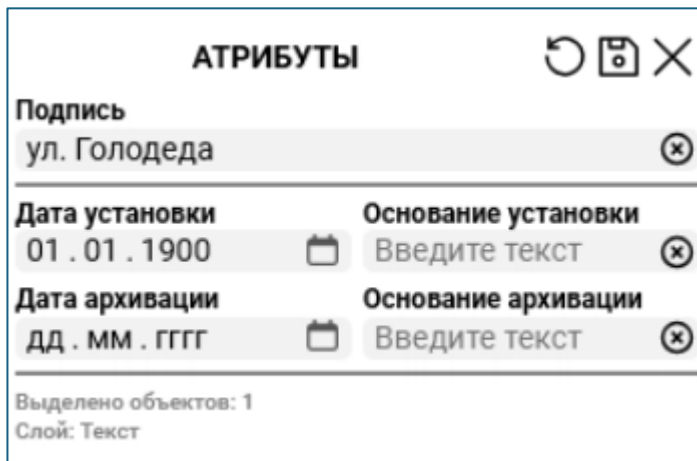 АТРИБУТЫ
Подпись
ул. Голодеда
Дата установки Основание установки
01 . 01 . 1900 Введите текст
Дата архивации Основание архивации
дд . мм . гггг Введите текст
Выделено объектов: 1
Слой: Текст